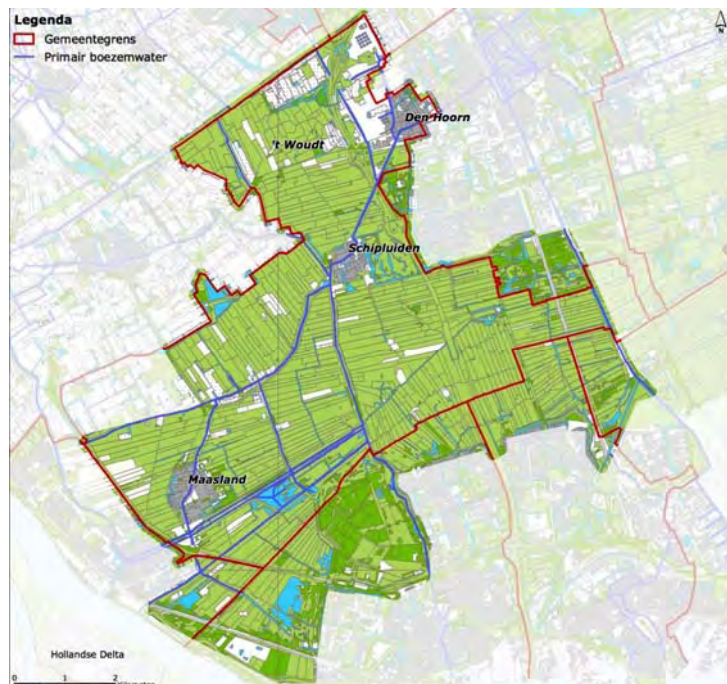 Legenda
Gemeentegrens
Primair boezemwater
N
Den Hoorn
't Woudt
Schipluiden
Maasland
Hollandse Delta
0 1 2